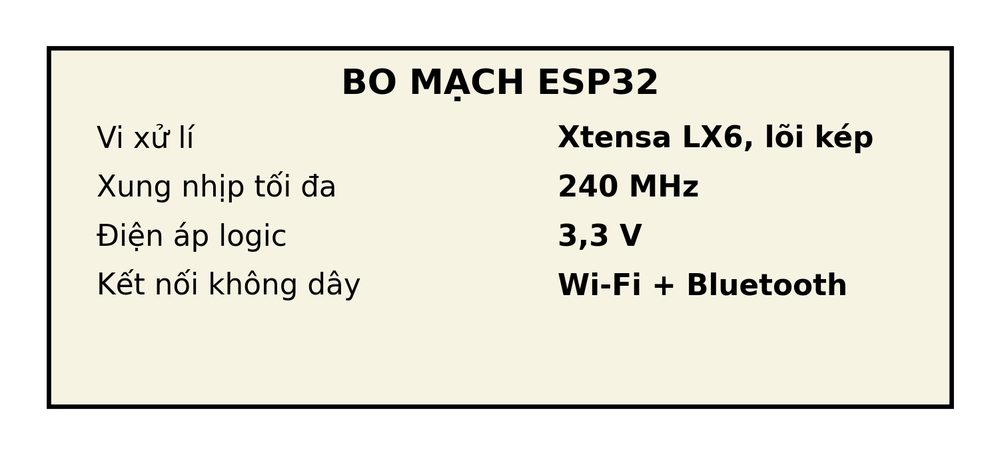 BO MẠCH ESP32
Vi xử lí Xtensa LX6, lõi kép
Xung nhịp tối đa 240 MHz
Điện áp logic 3,3 V
Kết nối không dây Wi-Fi + Bluetooth